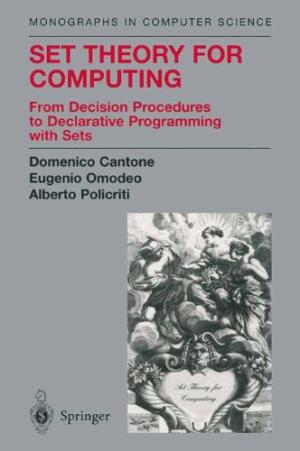 MONOGRAPHS IN COMPUTER SCIENCE
SET THEORY FOR
COMPUTING
From Decision Procedures
to Declarative Programming
with Sets
Domenico Cantone
Eugenio Omodeo
Alberto Policriti
Set Theory for
Computing
Springer